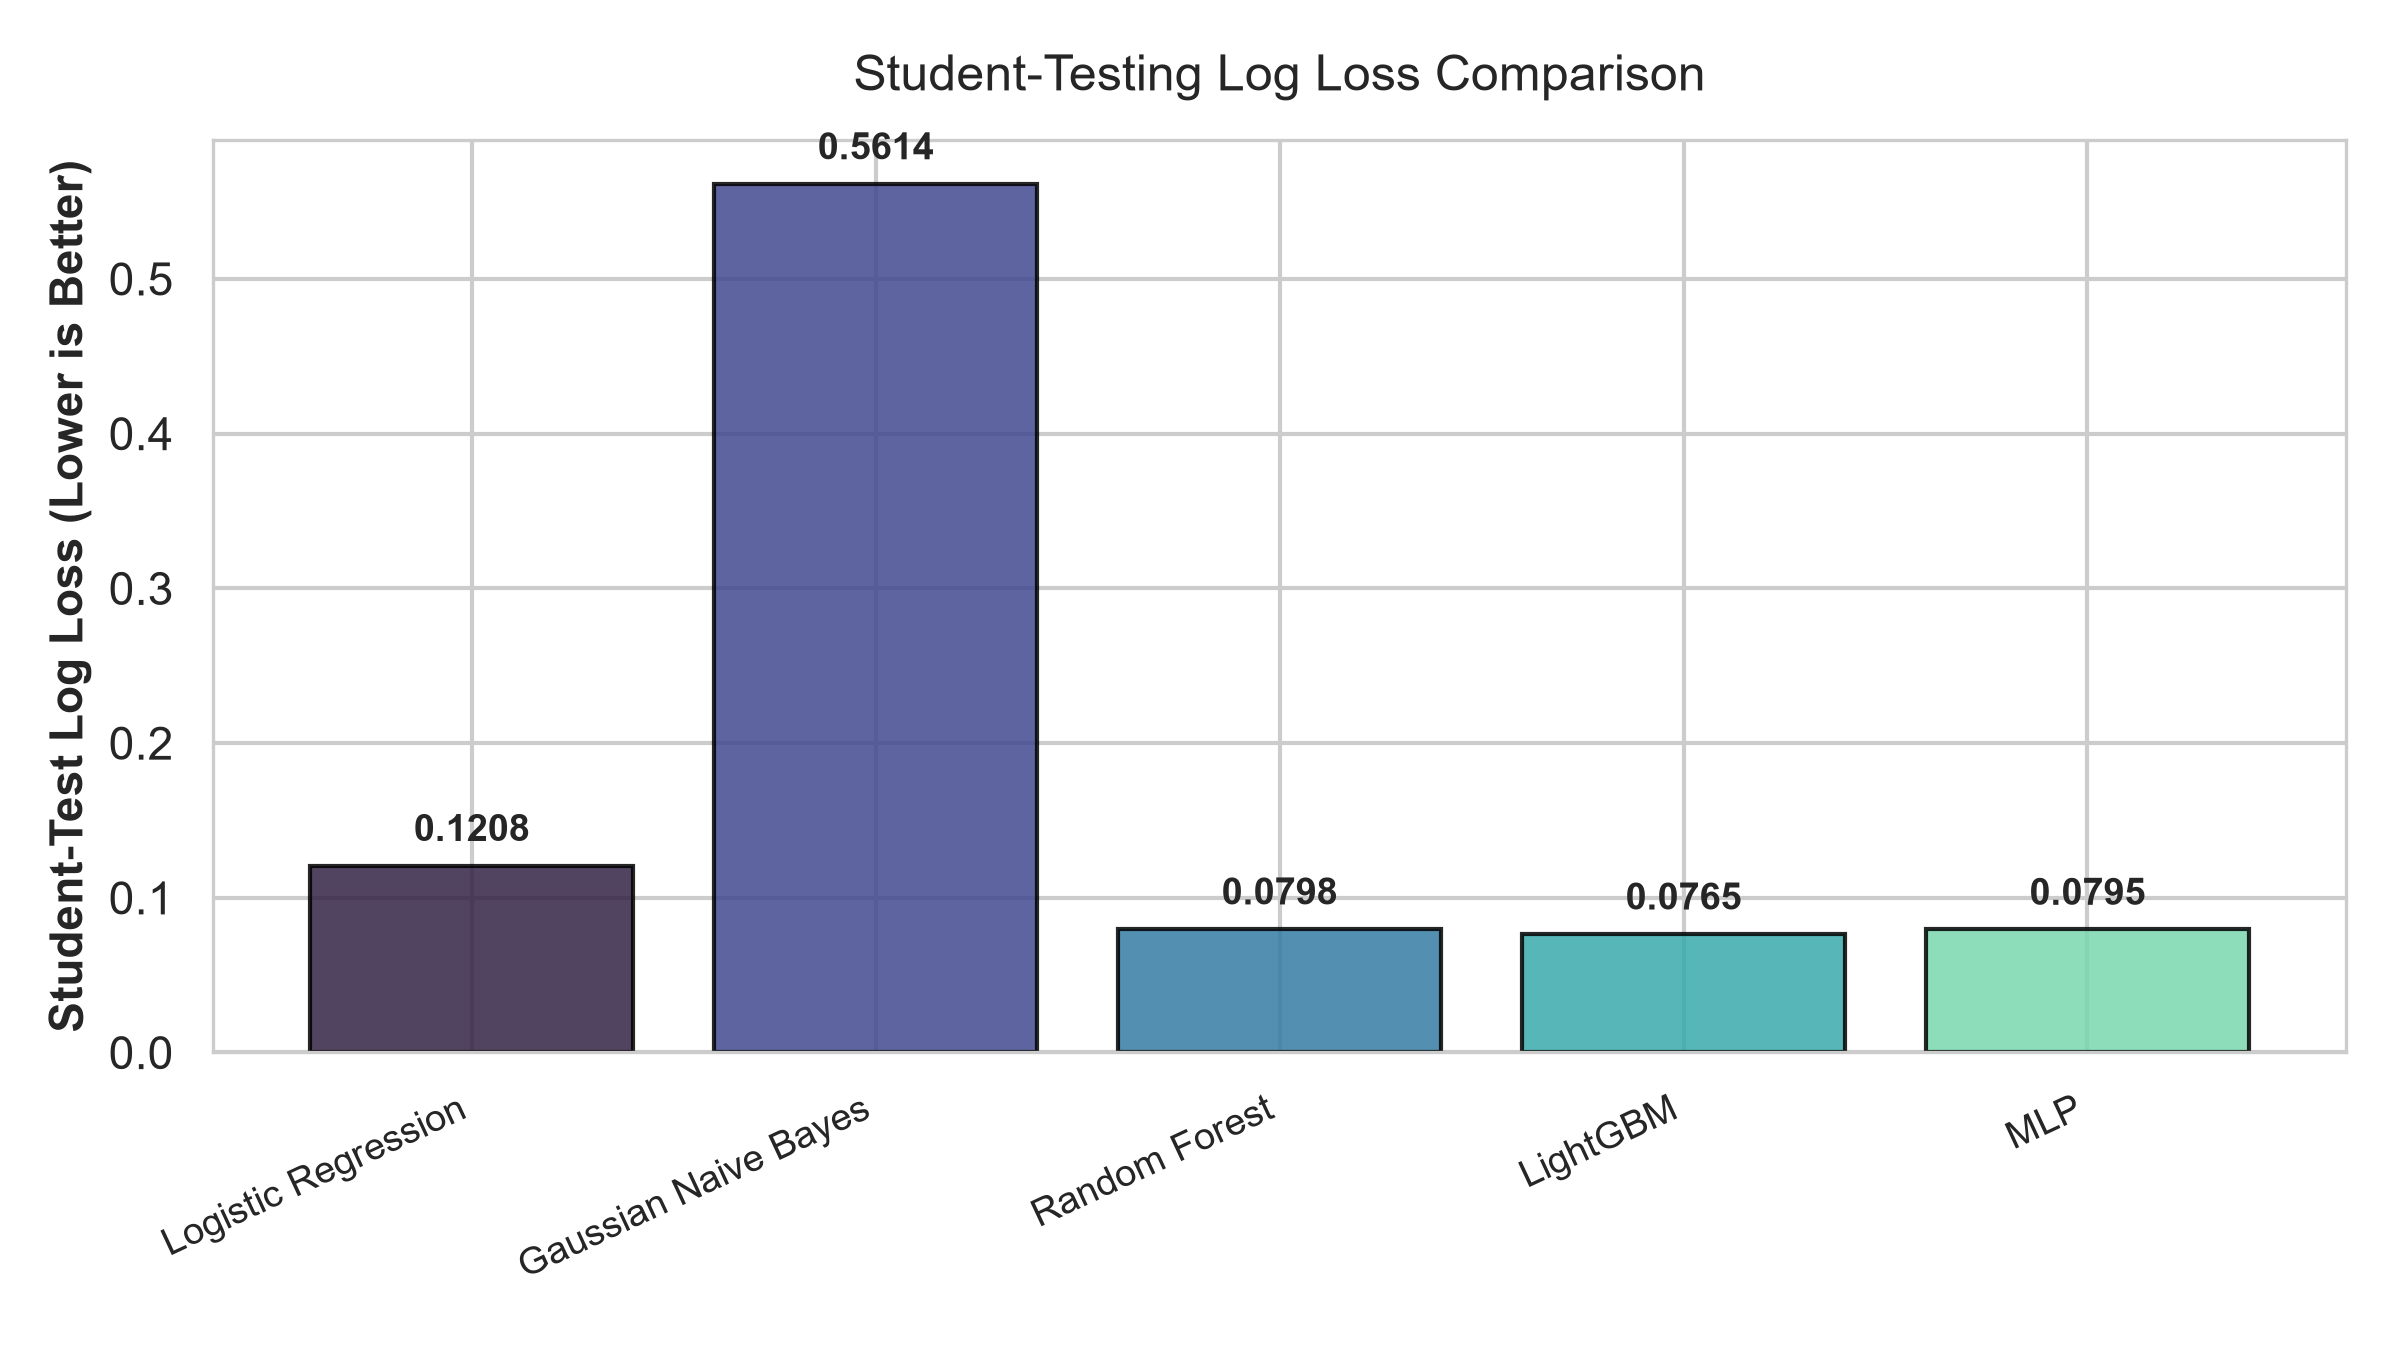 Student-Testing Log Loss Comparison
Student-Test Log Loss (Lower is Better)
0.5
0.4
0.3
0.2
0.1
0.0
0.1208
0.5614
0.0798
0.0765
0.0795
Logistic Regression
Gaussian Naive Bayes
Random Forest
LightGBM
MLP